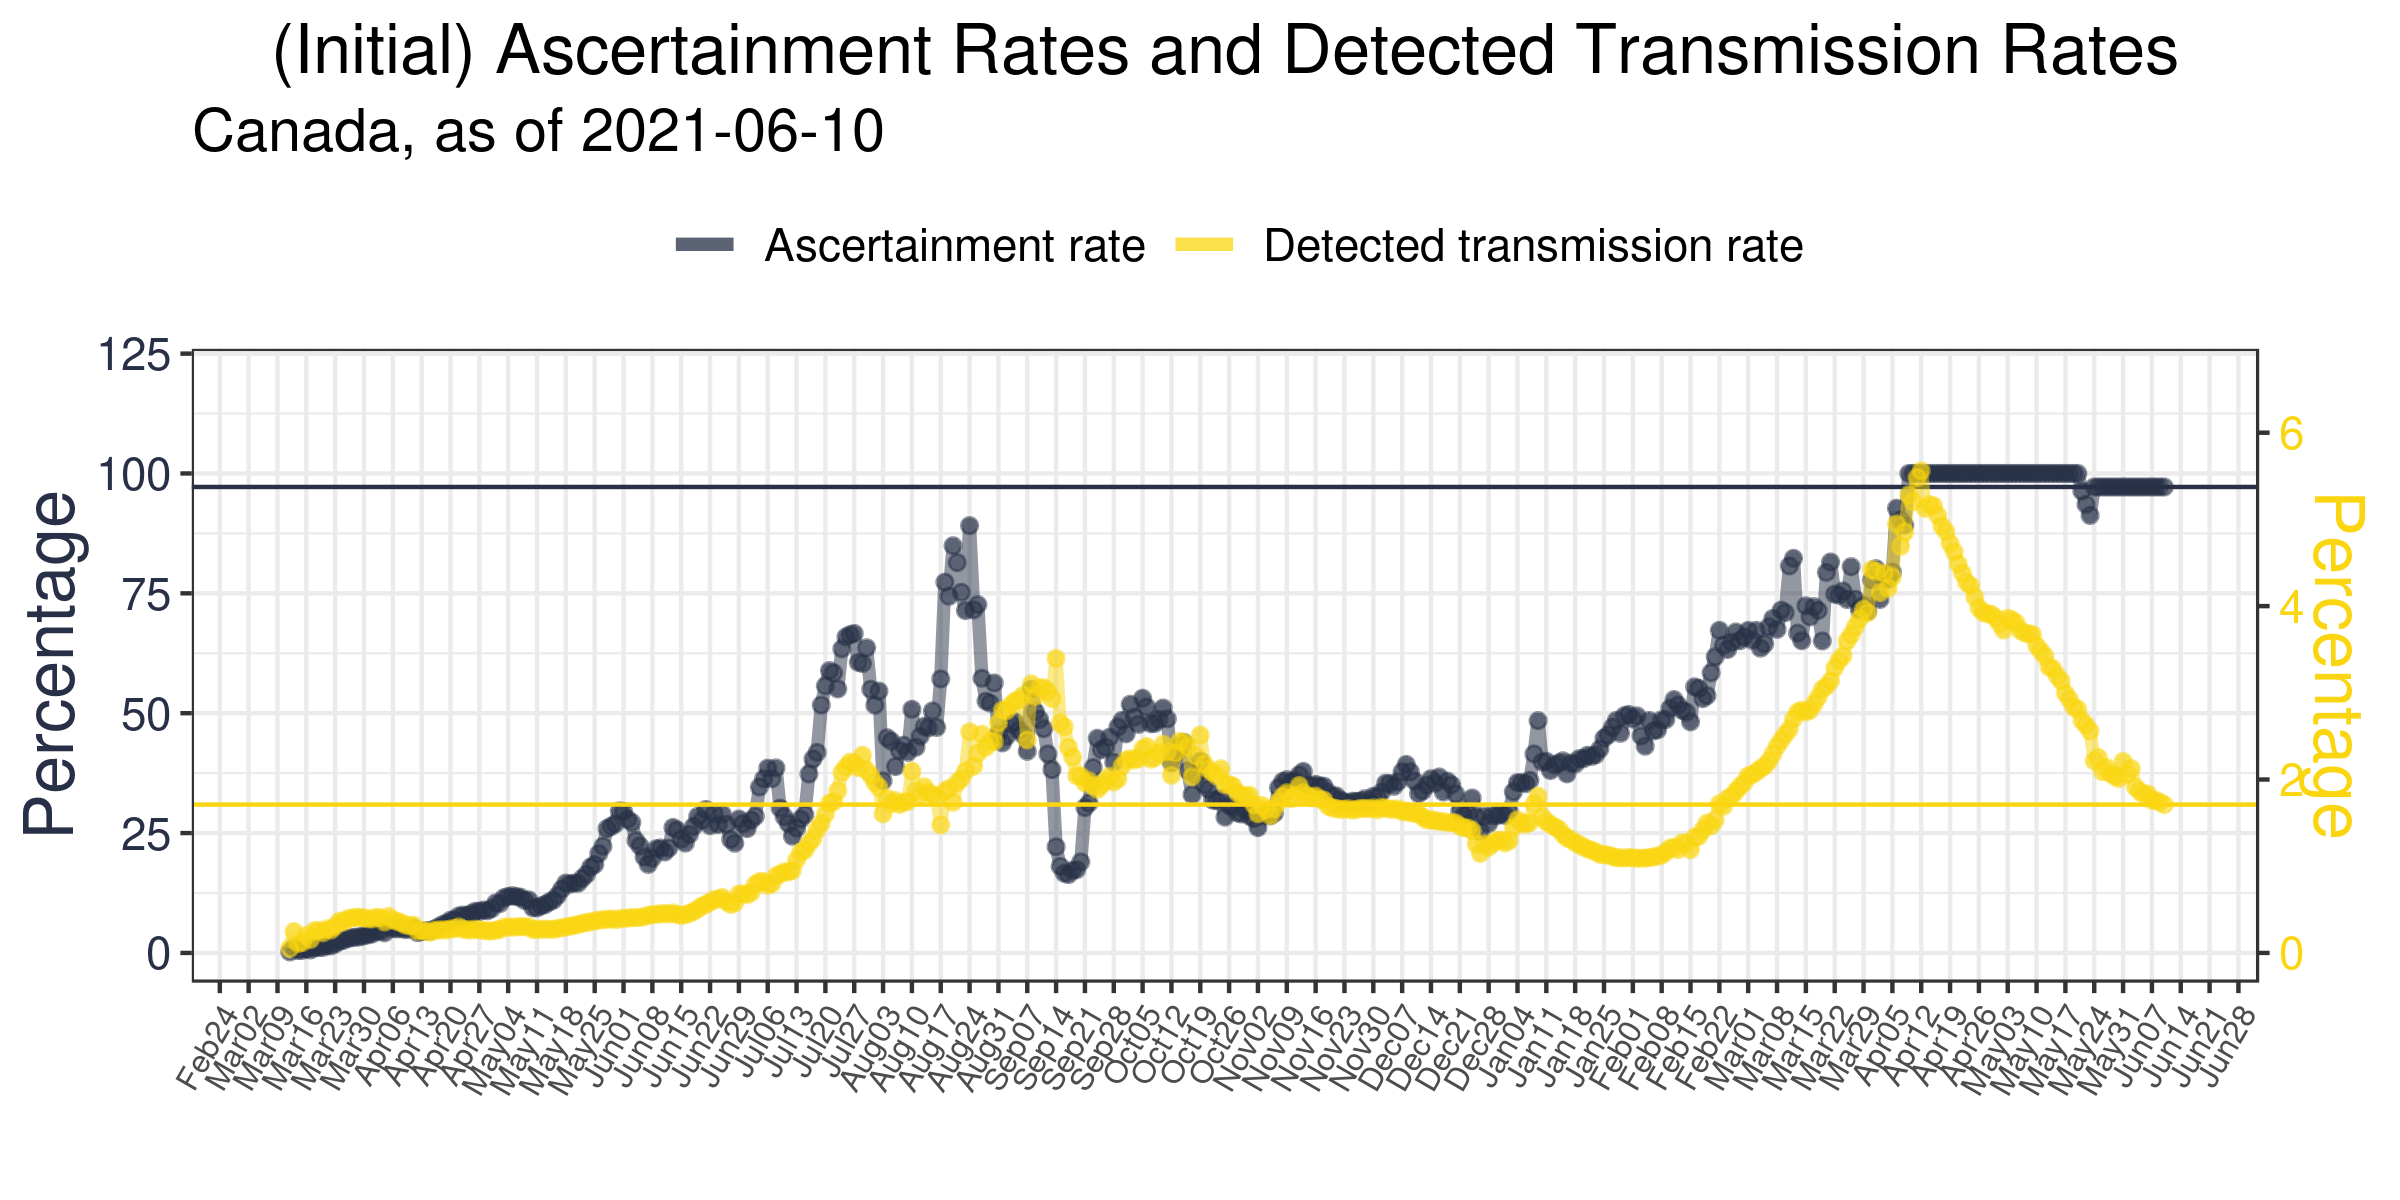 (Initial) Ascertainment Rates and Detected Transmission Rates
Canada, as of 2021-06-10
Ascertainment rate
Detected transmission rate
Percentage
125
100
75
50
25
0
6
4
2
0
Percentage
Feb24
Mar02
Mar09
Mar16
Mar23
Mar30
Apr06
Apr13
Apr20
Apr27
May04
May11
May18
May25
Jun01
Jun08
Jun15
Jun22
Jun29
Jul06
Jul13
Jul20
Jul27
Aug03
Aug10
Aug17
Aug24
Aug31
Sep07
Sep14
Sep21
Sep28
Oct05
Oct12
Oct19
Oct26
Nov02
Nov09
Nov16
Nov23
Nov30
Dec07
Dec14
Dec21
Dec28
Jan04
Jan11
Jan18
Jan25
Feb01
Feb08
Feb15
Feb22
Mar01
Mar08
Mar15
Mar22
Mar29
Apr05
Apr12
Apr19
Apr26
May03
May10
May17
May24
May31
Jun07
Jun14
Jun21
Jun28